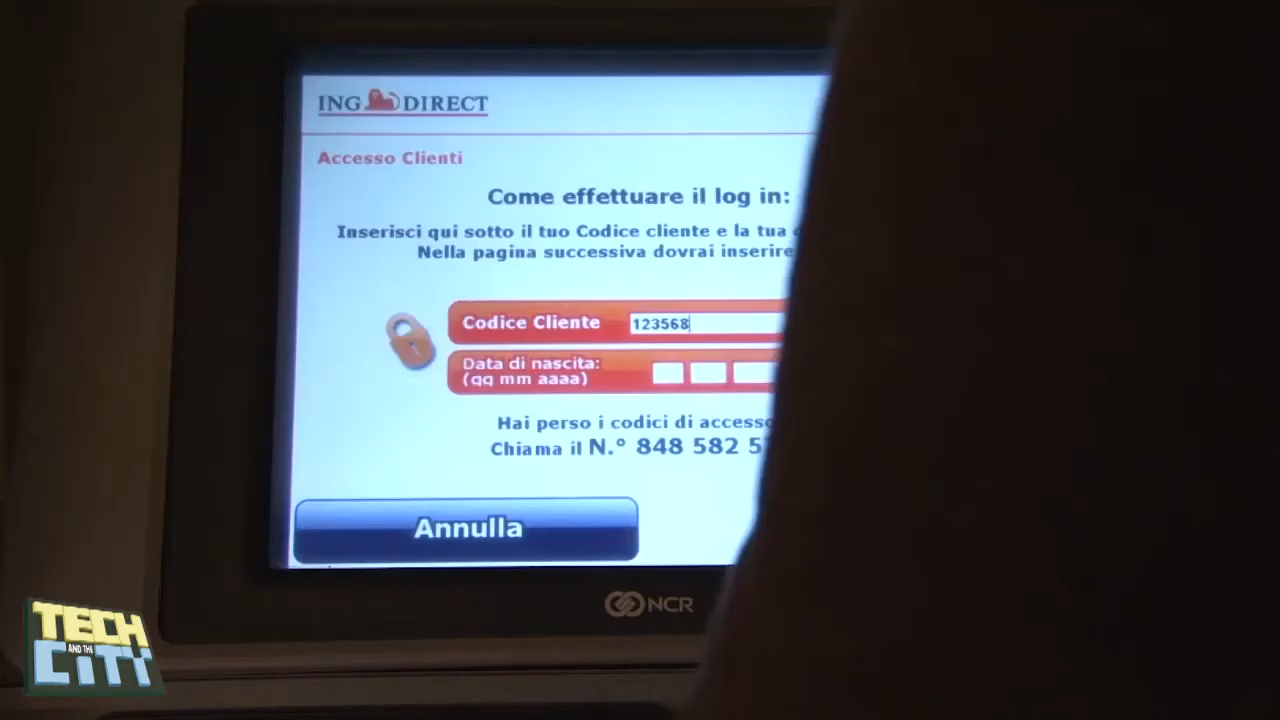 ING DIRECT
Accesso Clienti
Come effettuare il log in:
Inserisci qui sotto il tuo Codice cliente e la tua
Nella pagina successiva dovrai inserire
Codice Cliente 123568
Data di nascita:
(gg mm aaaa)
Hai perso i codici di accesso
Chiama il N.° 848 582
Annulla
NCR
TECH
AND THE
CITY